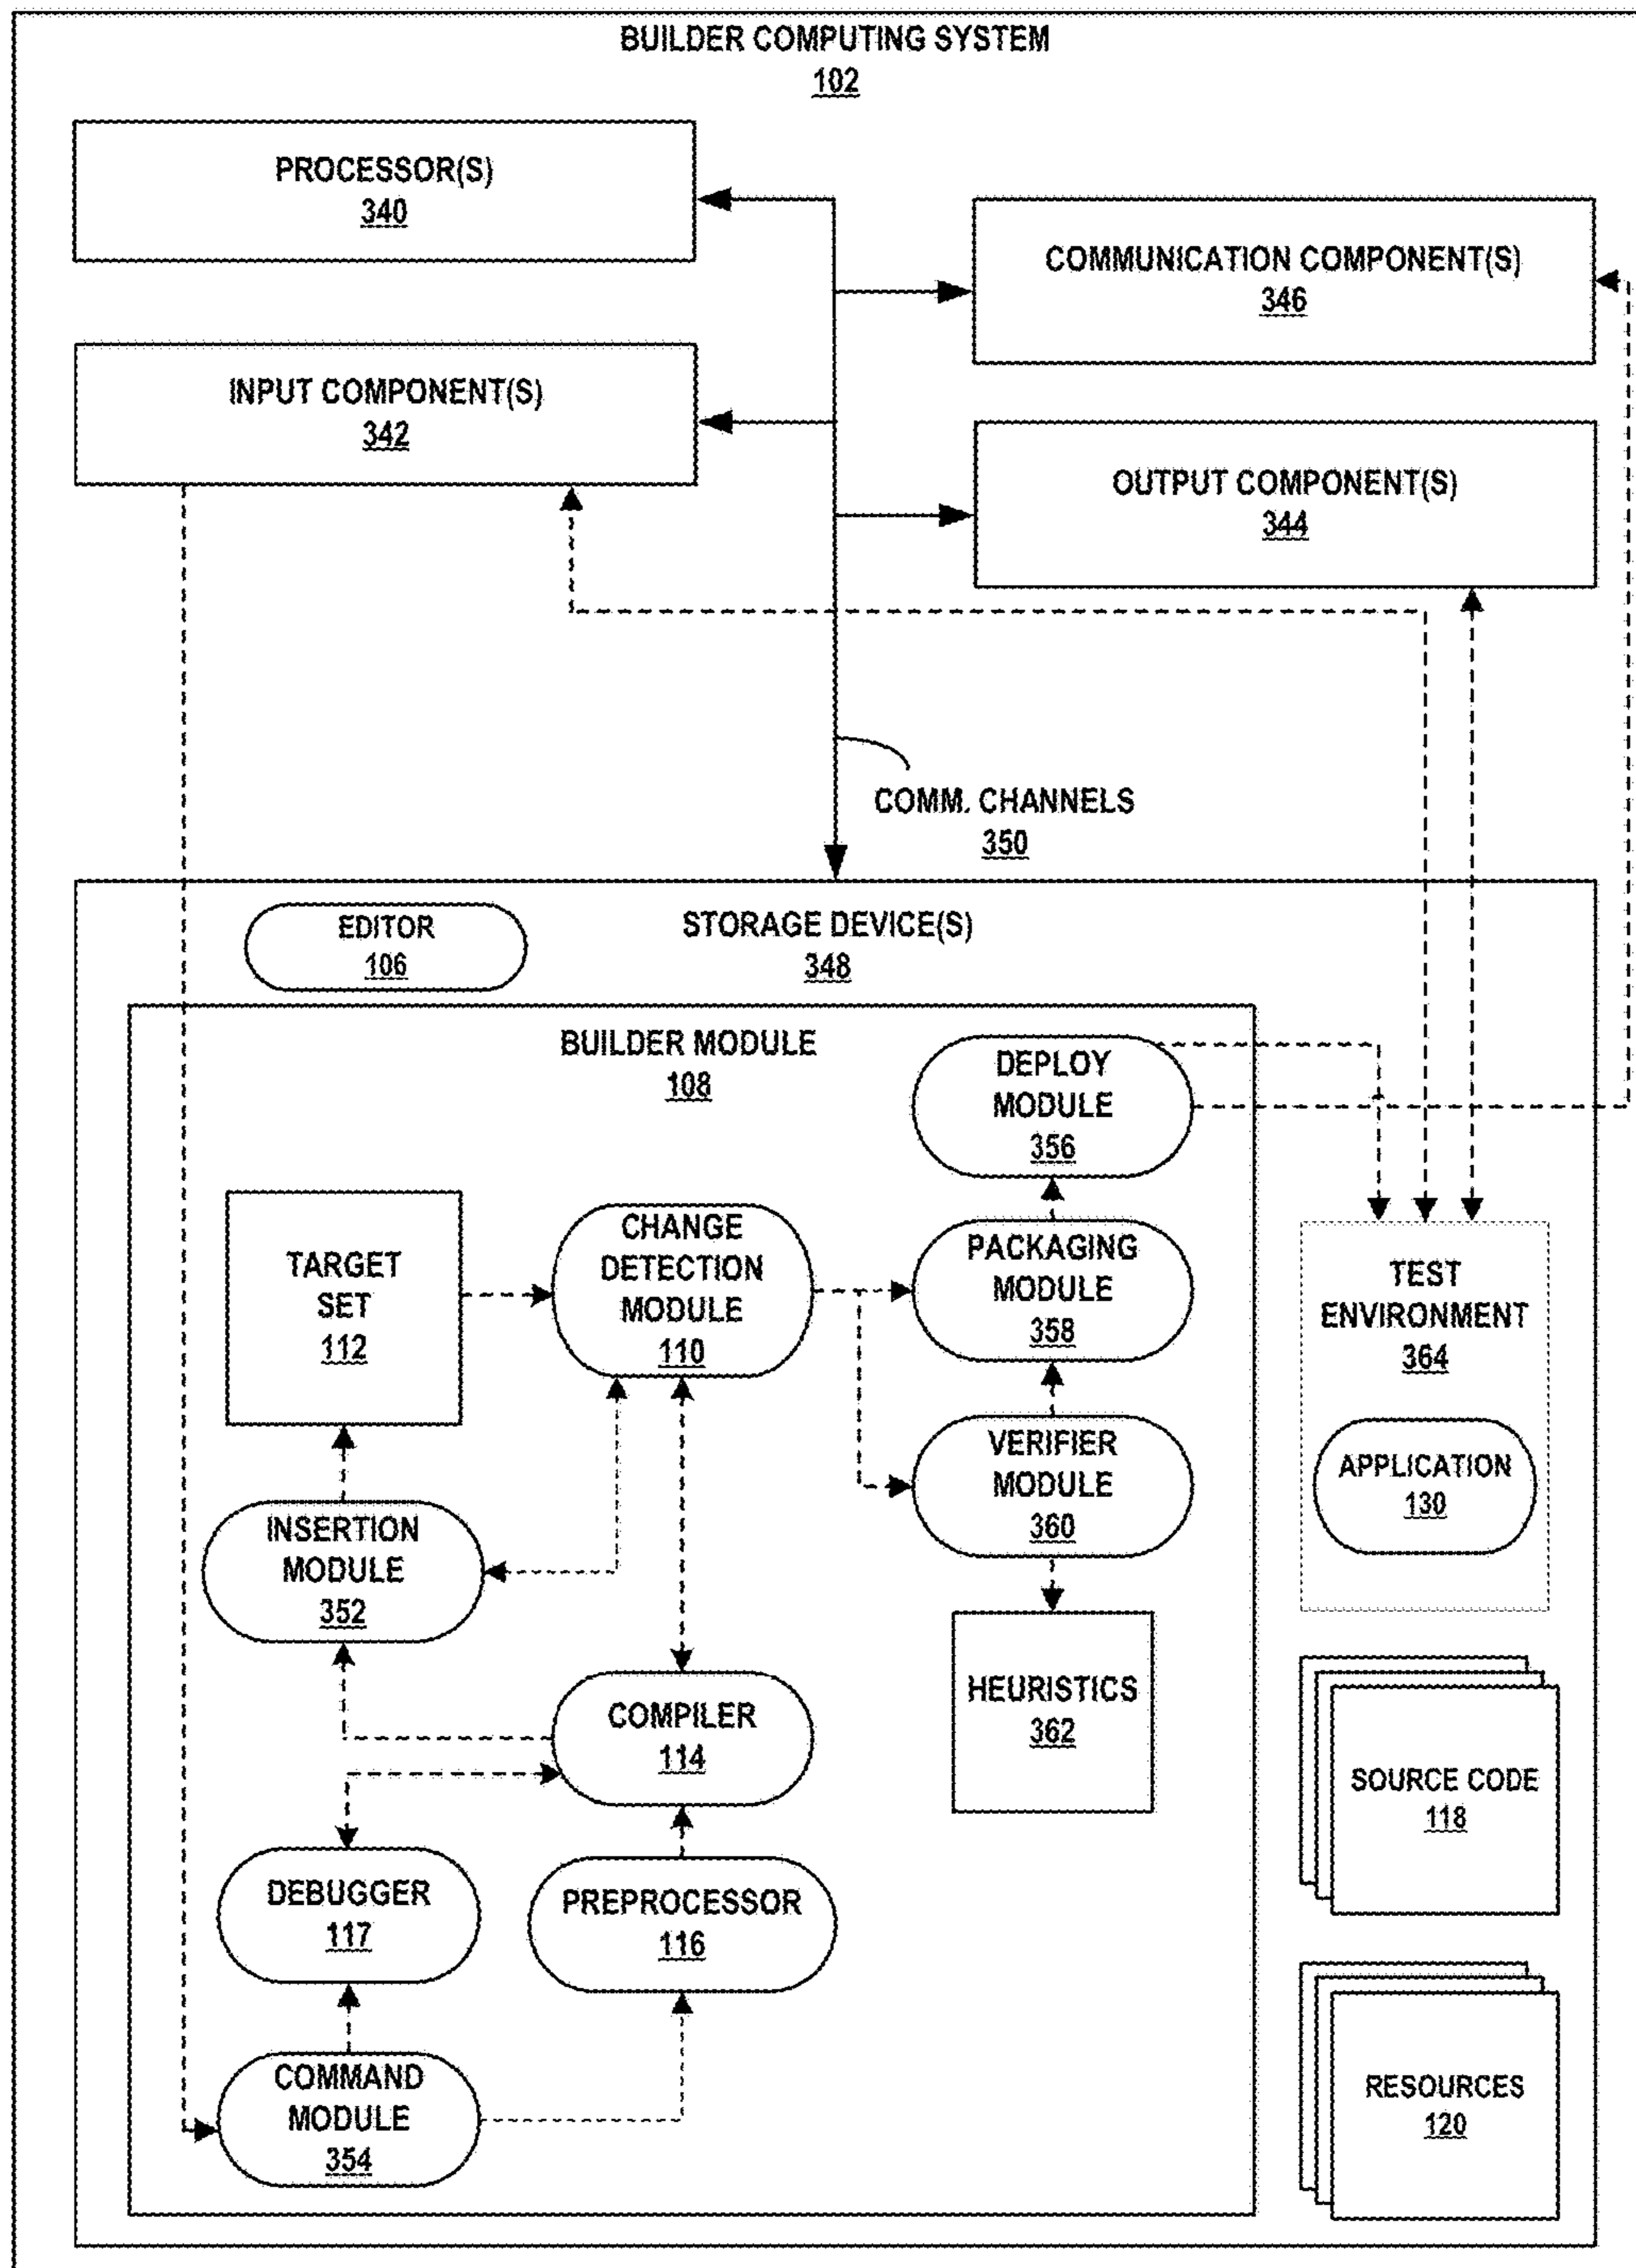 BUILDER COMPUTING SYSTEM
102
PROCESSOR(S)
340
COMMUNICATION COMPONENT(S)
346
INPUT COMPONENT(S)
342
OUTPUT COMPONENT(S)
344
COMM. CHANNELS
350
EDITOR
106
STORAGE DEVICE(S)
348
BUILDER MODULE
108
DEPLOY
MODULE
356
TARGET
SET
112
CHANGE
DETECTION
MODULE
110
PACKAGING
MODULE
358
TEST
ENVIRONMENT
364
VERIFIER
MODULE
360
APPLICATION
130
INSERTION
MODULE
352
HEURISTICS
362
COMPILER
114
SOURCE CODE
118
DEBUGGER
117
PREPROCESSOR
116
COMMAND
MODULE
354
RESOURCES
120